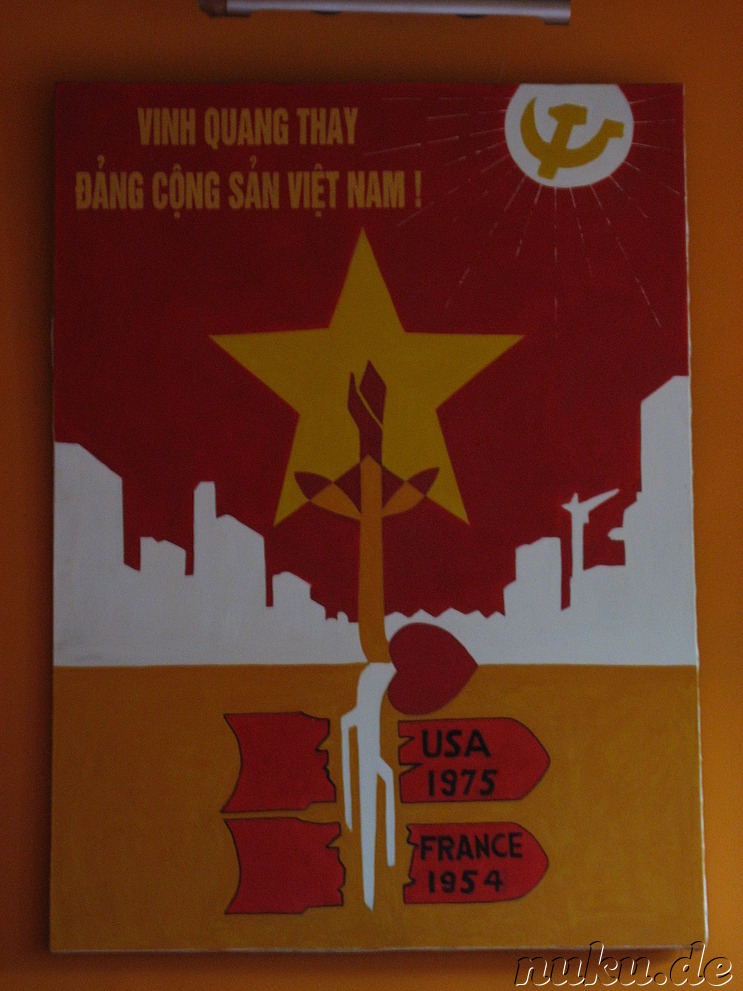 VINH QUANG THAY
ĐẢNG CỘNG SẢN VIỆT NAM !
USA
1975
FRANCE
1954
nuku.de